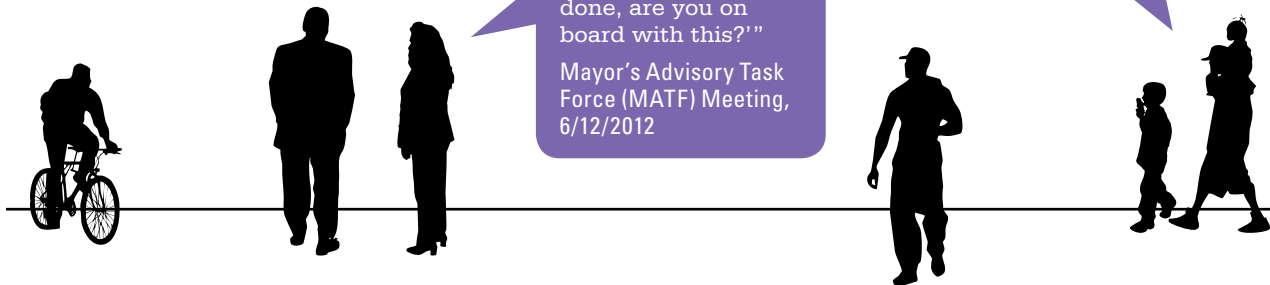 done, are you on
board with this?’”
Mayor’s Advisory Task
Force (MATF) Meeting,
6/12/2012